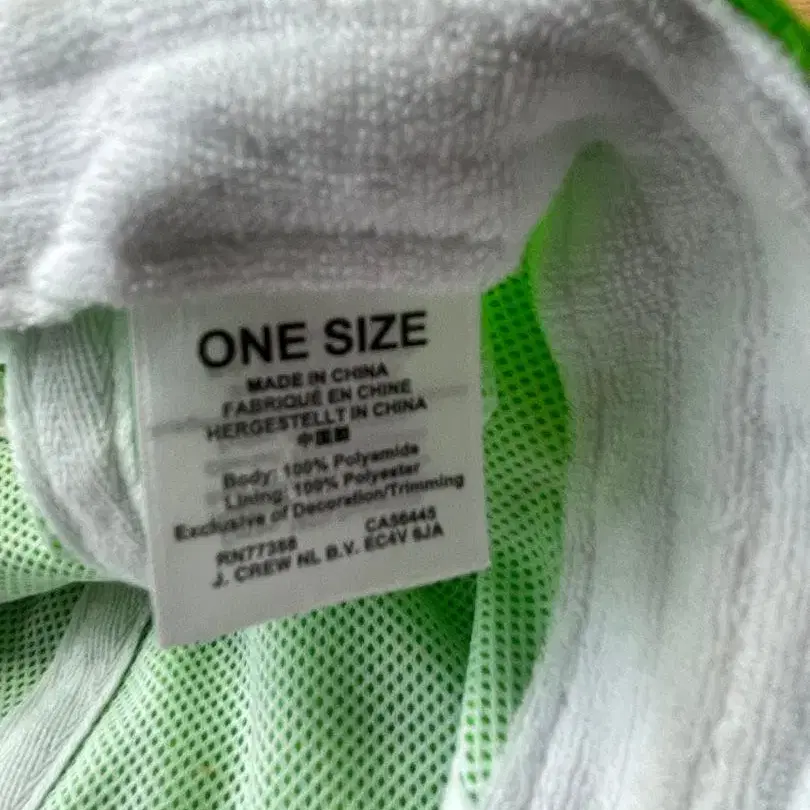 ONE SIZE
MADE IN CHINA
FABRIQUÉ EN CHINE
HERGESTELLT IN CHINA
中国製
Body: 100% Polyamide
Lining: 100% Polyester
Exclusive of Decoration/Trimming
RN77388 CA56445
J. CREW NL B.V. EC4V 6JA